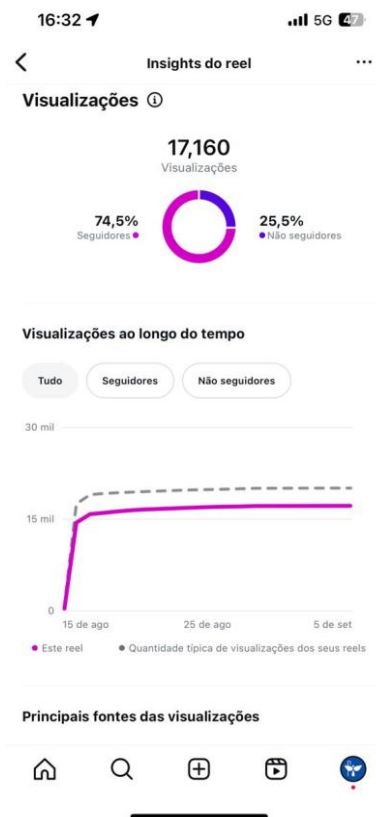 16:32
5G 47
Insights do reel
Visualizações
17,160
Visualizações
74,5%
Seguidores
25,5%
Não seguidores
Visualizações ao longo do tempo
Tudo Seguidores Não seguidores
30 mil
15 mil
0
15 de ago 25 de ago 5 de set
Este reel Quantidade típica de visualizações dos seus reels
Principais fontes das visualizações